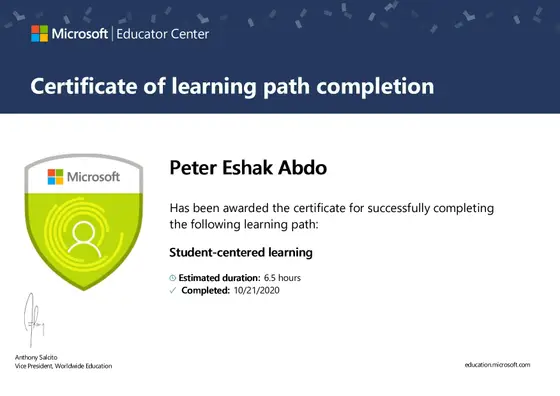 Microsoft | Educator Center
Certificate of learning path completion
Microsoft
Peter Eshak Abdo
Has been awarded the certificate for successfully completing
the following learning path:
Student-centered learning
Estimated duration: 6.5 hours
Completed: 10/21/2020
Anthony Salcito
Vice President, Worldwide Education
education.microsoft.com